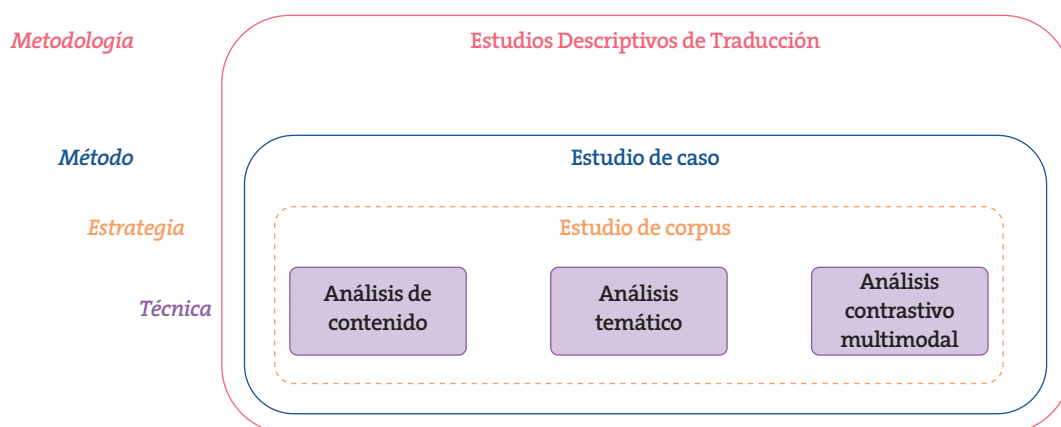 Metodología
Estudios Descriptivos de Traducción
Método
Estudio de caso
Estrategia
Estudio de corpus
Técnica
Análisis de
contenido
Análisis
temático
Análisis
contrastivo
multimodal